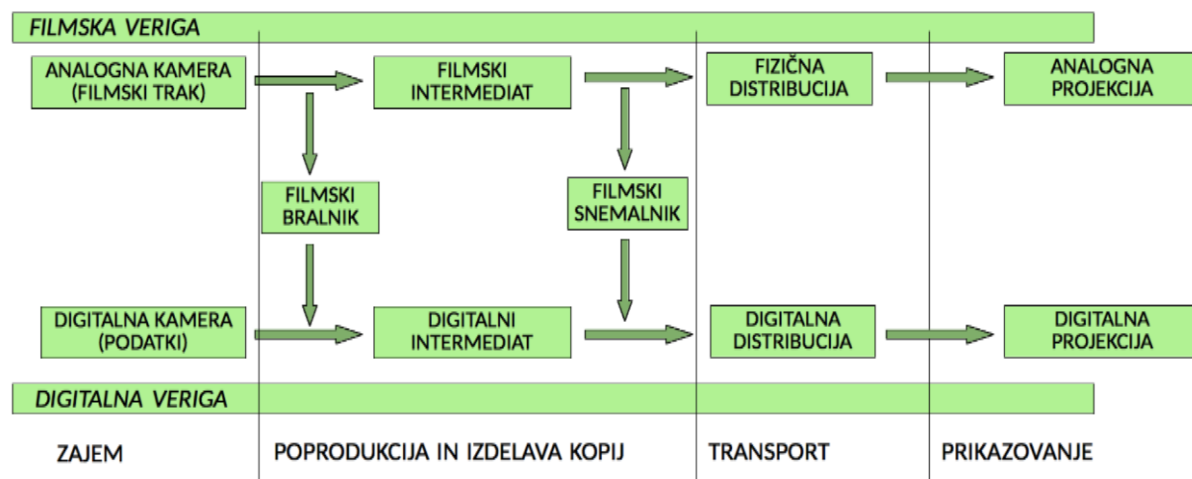 FILMSKA VERIGA
ANALOGNA KAMERA
(FILMSKI TRAK)
FILMSKI
INTERMEDIAT
FIZIČNA
DISTRIBUCIJA
ANALOGNA
PROJEKCIJA
FILMSKI
BRALNIK
FILMSKI
SNEMALNIK
DIGITALNA KAMERA
(PODATKI)
DIGITALNI
INTERMEDIAT
DIGITALNA
DISTRIBUCIJA
DIGITALNA
PROJEKCIJA
DIGITALNA VERIGA
ZAJEM
POPRODUKCIJA IN IZDELAVA KOPIJ
TRANSPORT
PRIKAZOVANJE